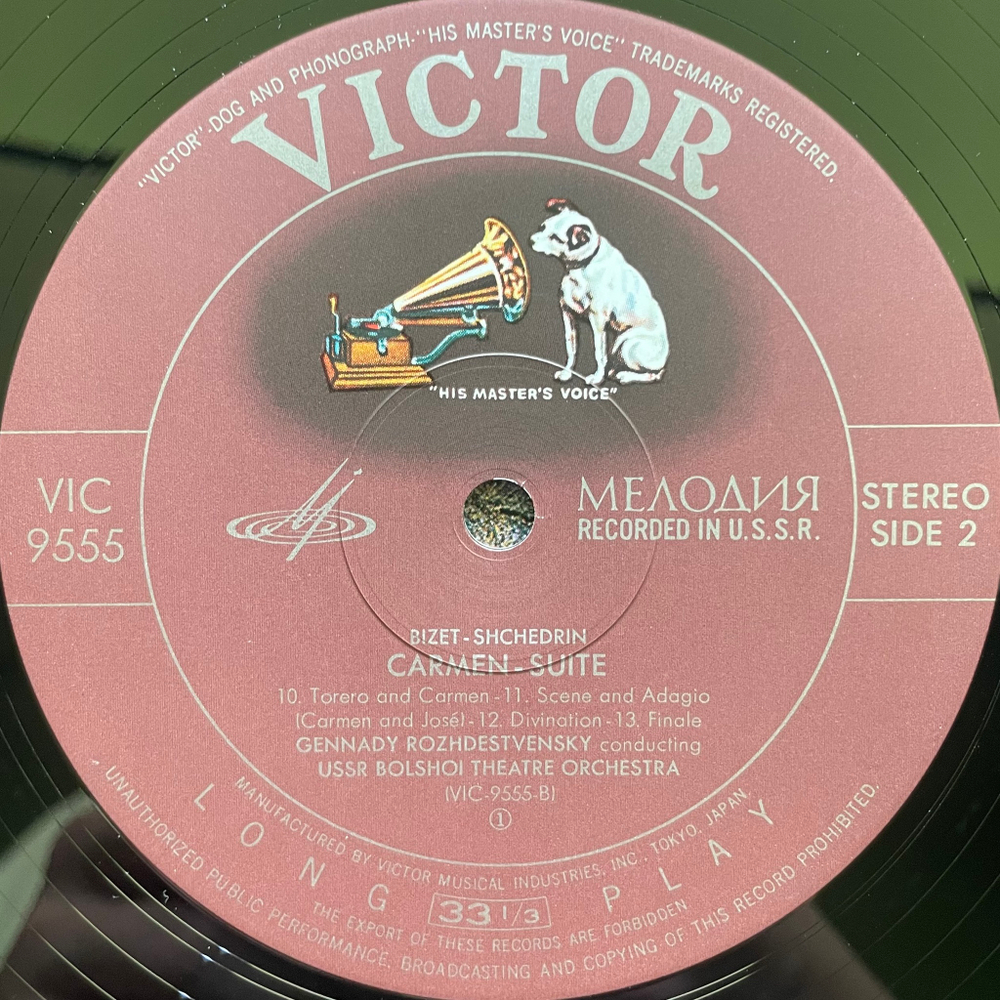 "VICTOR"-DOG AND PHONOGRAPH-"HIS MASTER'S VOICE" TRADEMARKS REGISTERED.
VICTOR
"HIS MASTER'S VOICE"
VIC
9555
МЕЛОДИЯ
RECORDED IN U.S.S.R.
STEREO
SIDE 2
BIZET-SHCHEDRIN
CARMEN-SUITE
10. Torero and Carmen-11. Scene and Adagio
(Carmen and José)-12. Divination-13. Finale
GENNADY ROZHDESTVENSKY conducting
USSR BOLSHOI THEATRE ORCHESTRA
(VIC-9555-B)
①
MANUFACTURED BY VICTOR MUSICAL INDUSTRIES, INC., TOKYO, JAPAN
LONG 33 1/3 PLAY
THE EXPORT OF THESE RECORDS ARE FORBIDDEN
UNAUTHORIZED PUBLIC PERFORMANCE, BROADCASTING AND COPYING OF THIS RECORD PROHIBITED.